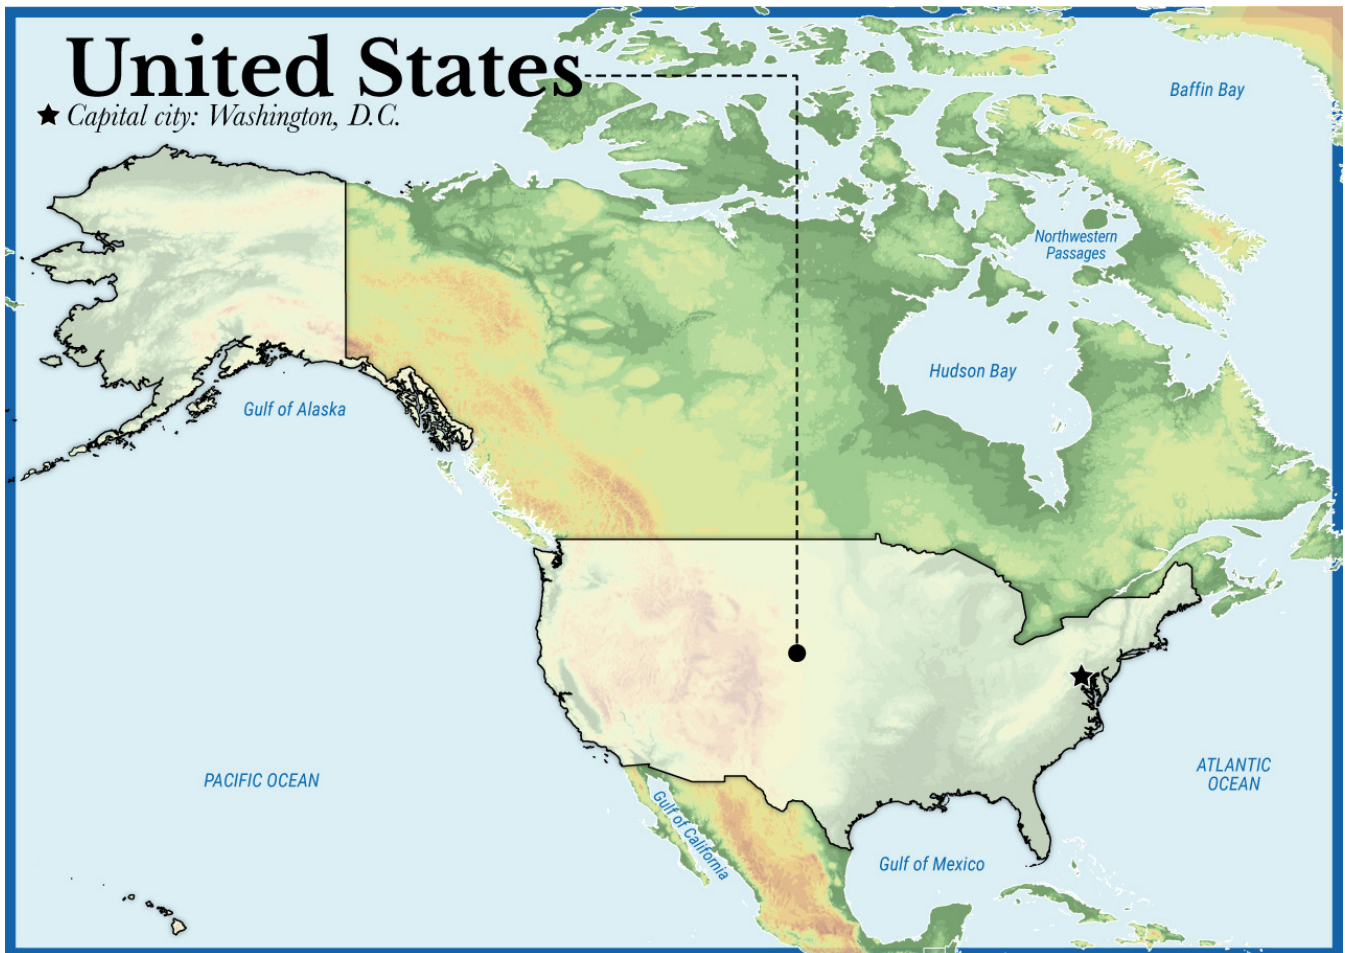 United States
Capital city: Washington, D.C.
Baffin Bay
Northwestern
Passages
Hudson Bay
Gulf of Alaska
PACIFIC OCEAN
ATLANTIC
OCEAN
Gulf of California
Gulf of Mexico